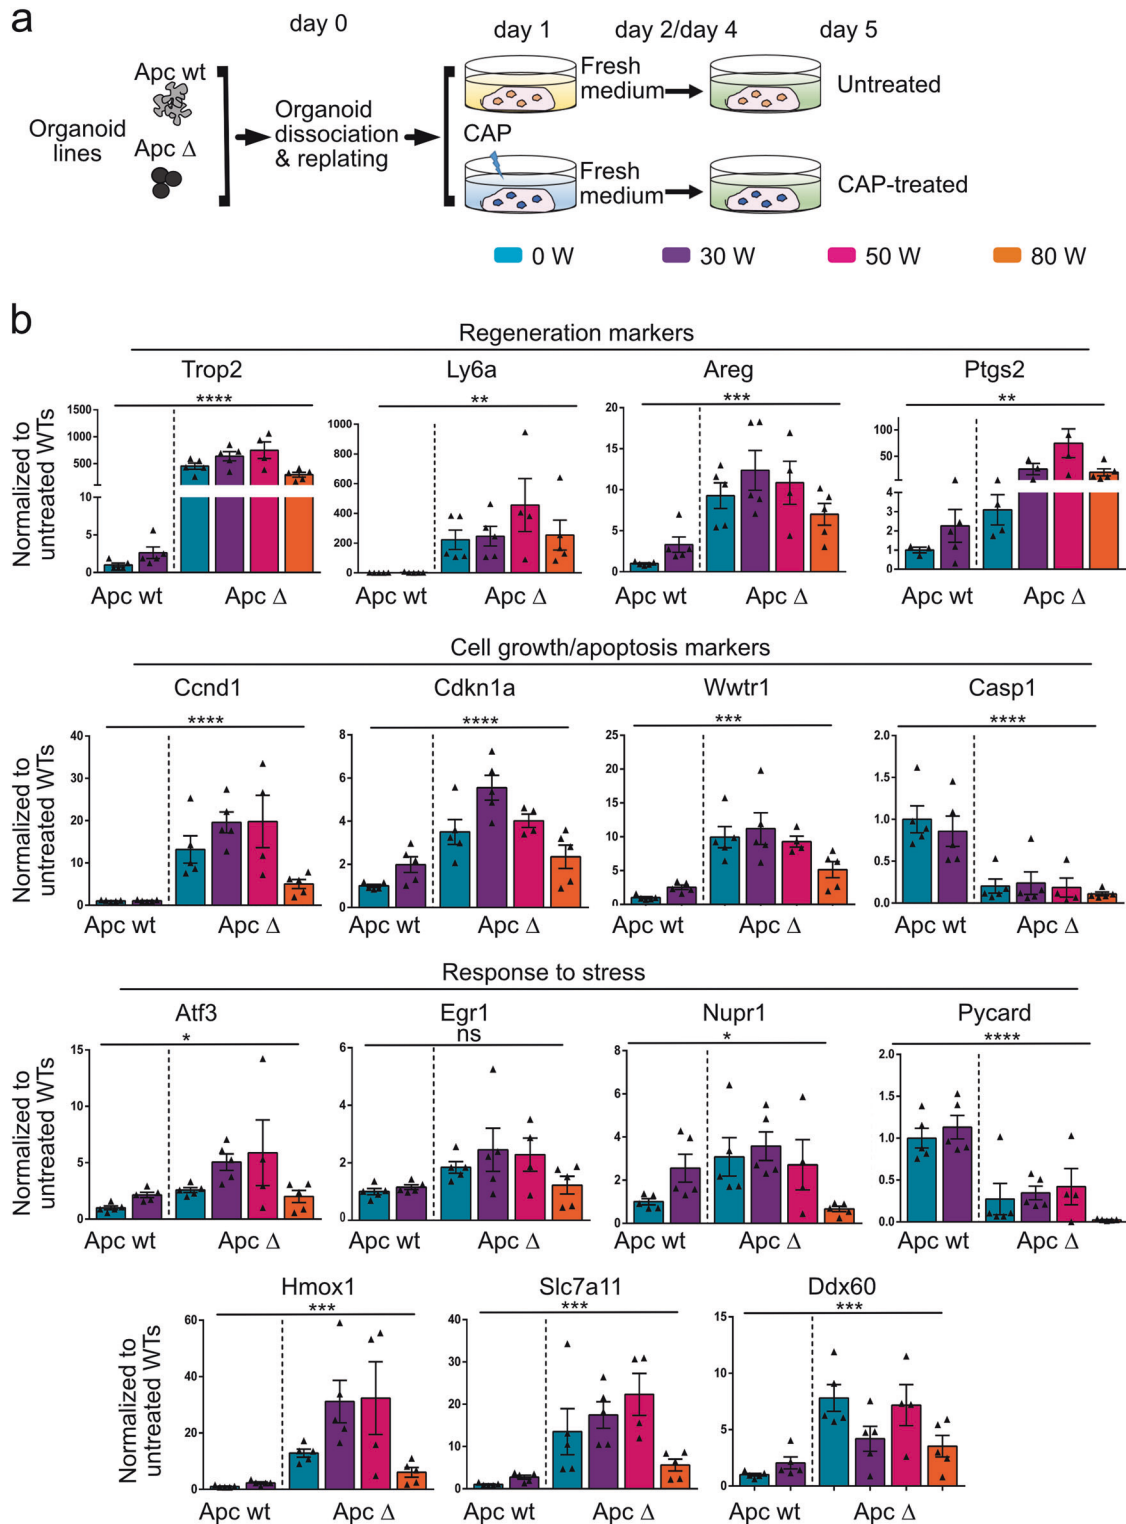 a
day 0
day 1
day 2/day 4
day 5
Apc wt
Organoid
lines
Apc Δ
Organoid
dissociation
& replating
Fresh
medium
Untreated
CAP
Fresh
medium
CAP-treated
0 W
30 W
50 W
80 W
b
Regeneration markers
Trop2
Ly6a
Areg
Ptgs2
Normalized to
untreated WTs
****
1500
1000
500
10
5
0
Apc wt
Apc Δ
**
1000
800
600
400
200
0
Apc wt
Apc Δ
***
20
15
10
5
0
Apc wt
Apc Δ
**
100
50
4
3
2
1
0
Apc wt
Apc Δ
Cell growth/apoptosis markers
Ccnd1
Cdkn1a
Wwtr1
Casp1
Normalized to
untreated WTs
****
40
30
20
10
0
Apc wt
Apc Δ
****
8
6
4
2
0
Apc wt
Apc Δ
***
30
20
10
0
Apc wt
Apc Δ
****
2.0
1.5
1.0
0.5
0.0
Apc wt
Apc Δ
Response to stress
Atf3
Egr1
Nupr1
Pycard
Normalized to
untreated WTs
*
15
10
5
0
Apc wt
Apc Δ
ns
6
4
2
0
Apc wt
Apc Δ
*
8
6
4
2
0
Apc wt
Apc Δ
****
2.0
1.5
1.0
0.5
0.0
Apc wt
Apc Δ
Hmox1
Slc7a11
Ddx60
Normalized to
untreated WTs
***
60
40
20
0
Apc wt
Apc Δ
***
40
30
20
10
0
Apc wt
Apc Δ
***
15
10
5
0
Apc wt
Apc Δ